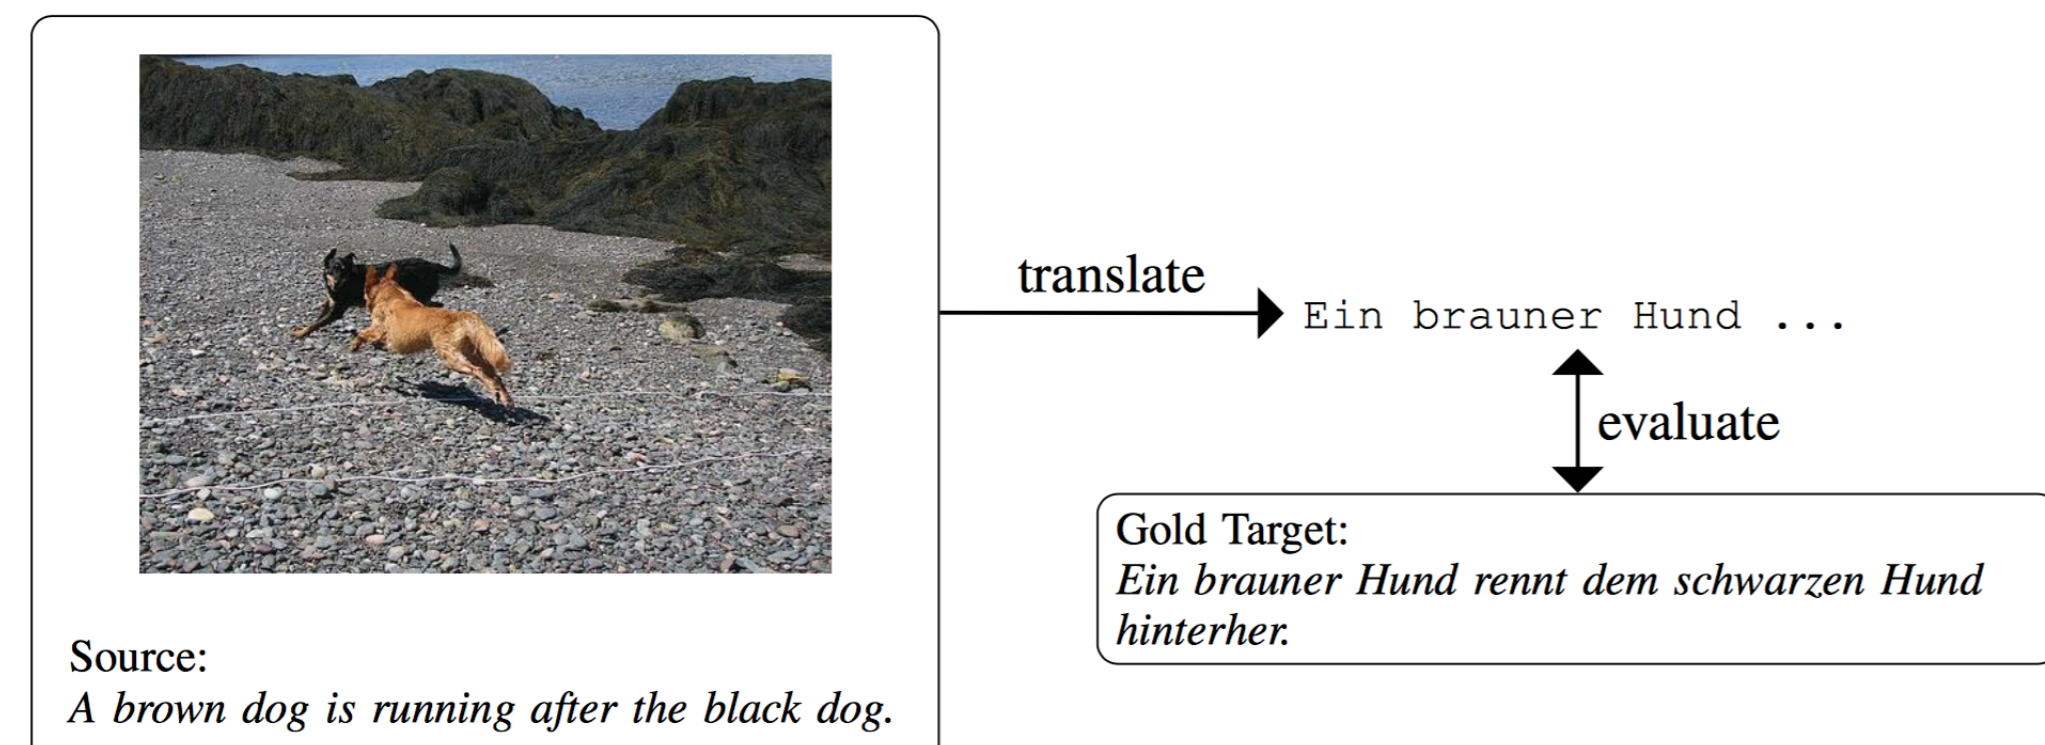 Source:
A brown dog is running after the black dog.
translate
Ein brauner Hund ...
evaluate
Gold Target:
Ein brauner Hund rennt dem schwarzen Hund
hinterher.